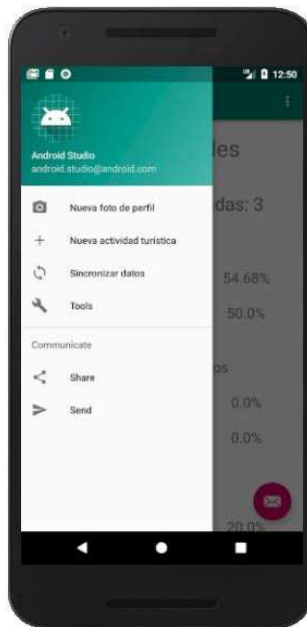 12:50
les
Android Studio
android.studio@android.com
das: 3
Nueva foto de perfil
Nueva actividad turística
Sincronizar datos
54.68%
Tools
50.0%
Communicate
os
Share
0.0%
Send
0.0%
20.0%